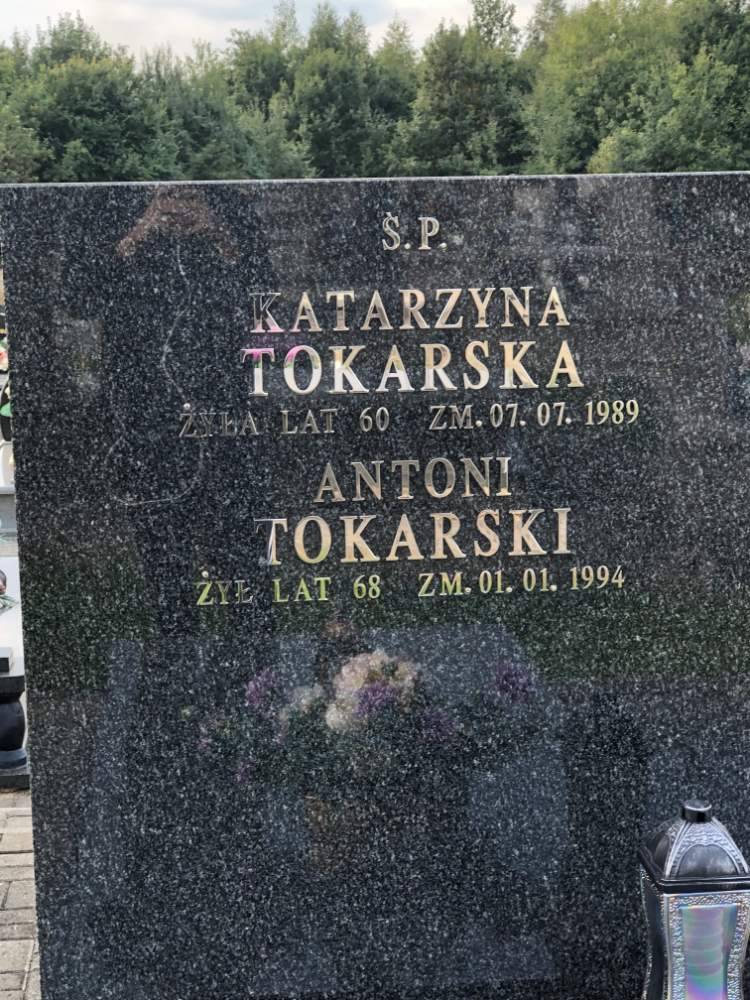 Ś.P.
KATARZYNA
TOKARSKA
ŻYŁA LAT 60 ZM. 07. 07. 1989
ANTONI
TOKARSKI
ŻYŁ LAT 68 ZM. 01. 01. 1994